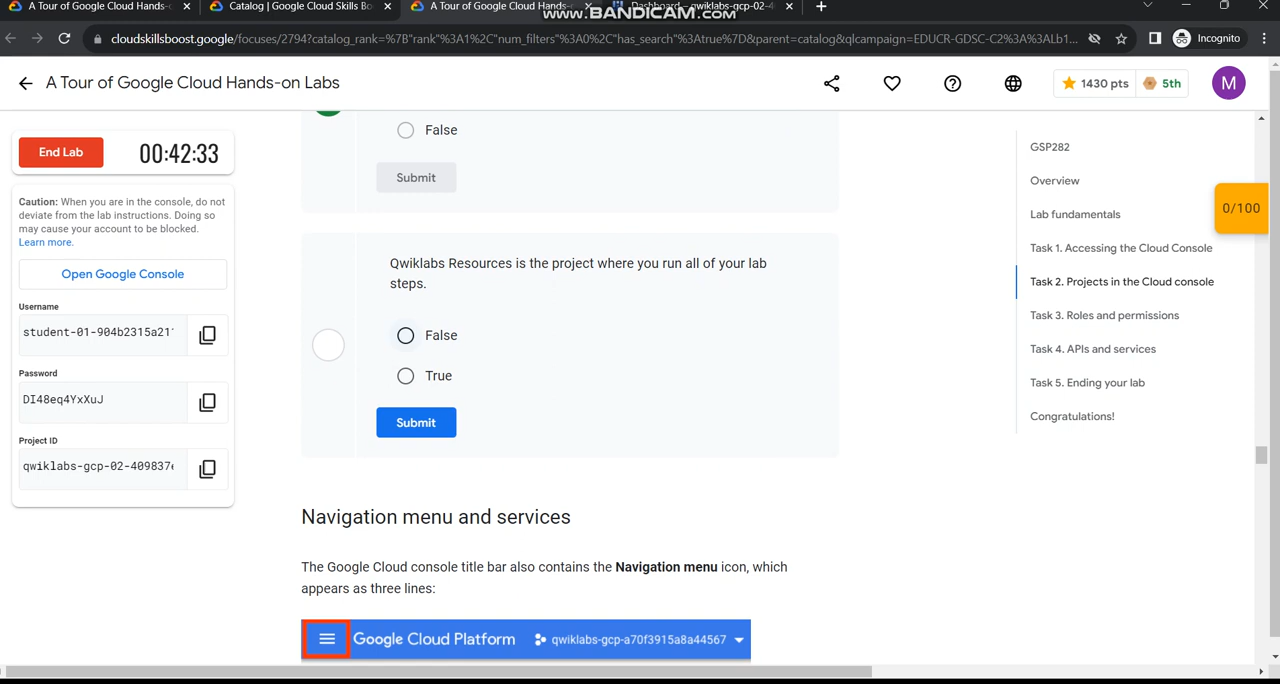 A Tour of Google Cloud Hands-on Labs
Catalog | Google Cloud Skills Bo
A Tour of Google Cloud Hands-on
Dashboard – qwiklabs-gcp-02-4
www.BANDICAM.com
cloudskillsboost.google/focuses/2794?catalog_rank=%7B"rank"%3A1%2C"num_filters"%3A0%2C"has_search"%3Atrue%7D&parent=catalog&qlcampaign=EDUCR-GDSC-C2%3A%3ALb1...
Incognito
A Tour of Google Cloud Hands-on Labs
1430 pts
5th
M
End Lab
00:42:33
Caution: When you are in the console, do not
deviate from the lab instructions. Doing so
may cause your account to be blocked.
Learn more.
Open Google Console
Username
student-01-904b2315a21
Password
DI48eq4YxXuJ
Project ID
qwiklabs-gcp-02-409837e
False
Submit
Qwiklabs Resources is the project where you run all of your lab
steps.
False
True
Submit
Navigation menu and services
The Google Cloud console title bar also contains the Navigation menu icon, which
appears as three lines:
Google Cloud Platform
qwiklabs-gcp-a70f3915a8a44567
GSP282
Overview
Lab fundamentals
Task 1. Accessing the Cloud Console
Task 2. Projects in the Cloud console
Task 3. Roles and permissions
Task 4. APIs and services
Task 5. Ending your lab
Congratulations!
0/100